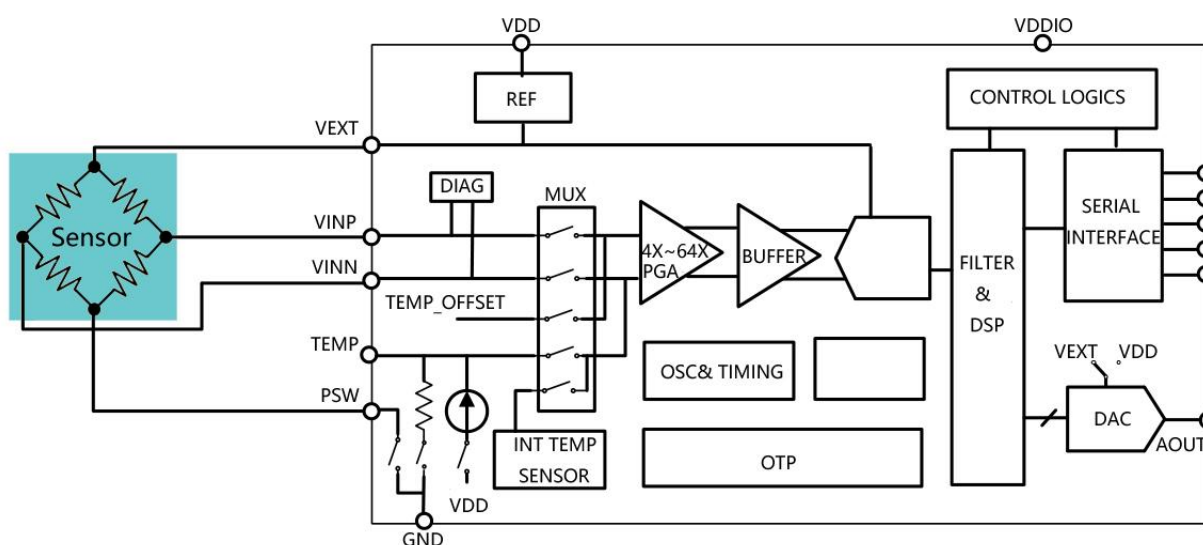 VDD
VDDIO
REF
CONTROL LOGICS
VEXT
DIAG
MUX
Sensor
VINP
VINN
4X~64X
PGA
BUFFER
FILTER
&
DSP
SERIAL
INTERFACE
TEMP_OFFSET
TEMP
OSC& TIMING
VEXT
VDD
PSW
DAC
AOUT
INT TEMP
SENSOR
OTP
VDD
GND